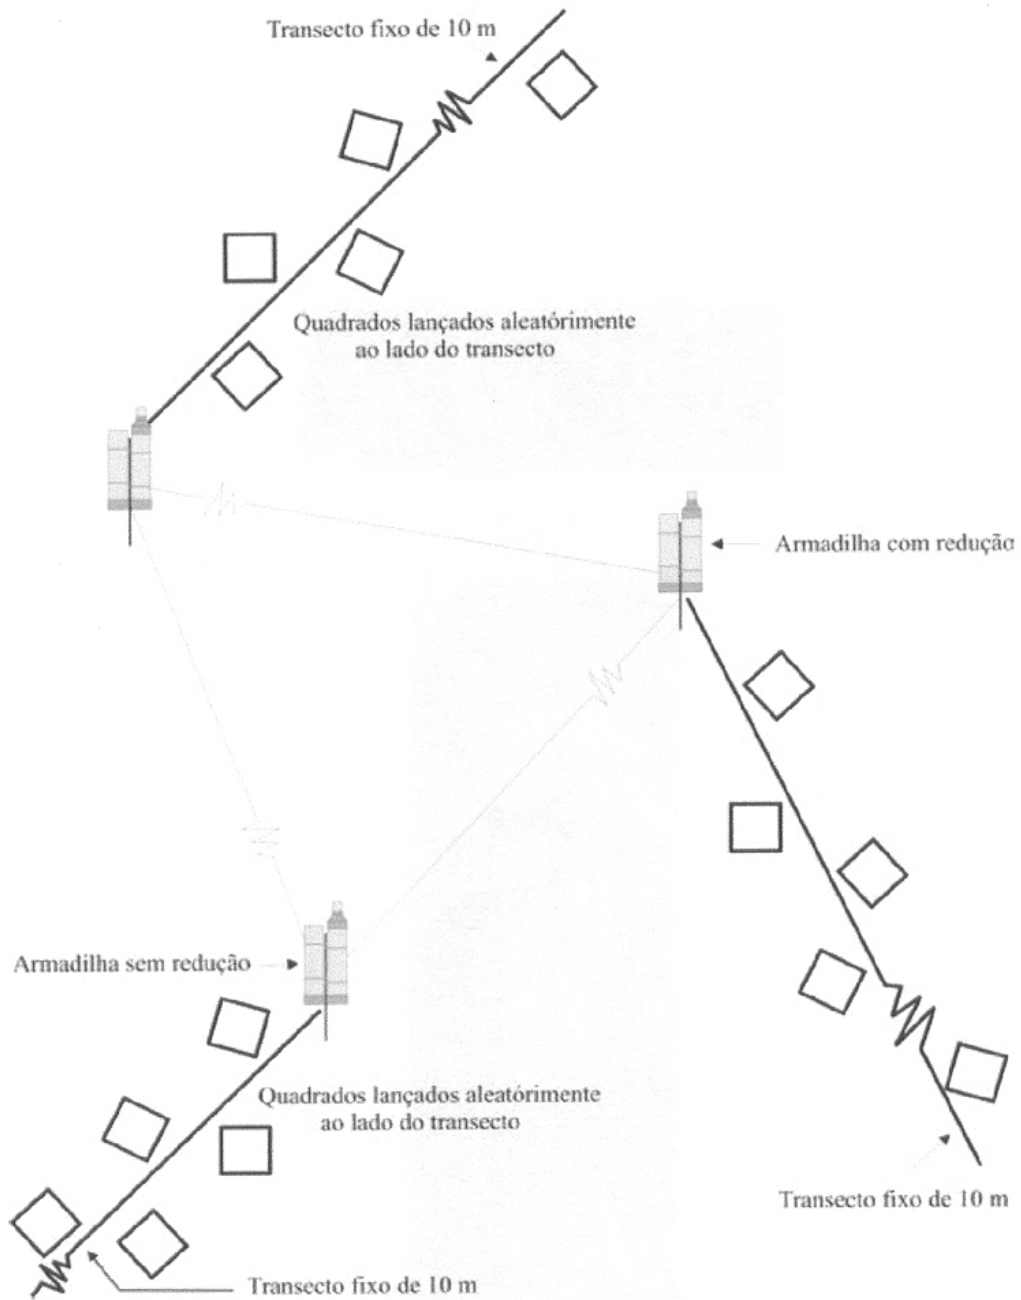 Transecto fixo de 10 m
Quadrados lançados aleatórimente
ao lado do transecto
Armadilha com redução
Armadilha sem redução
Quadrados lançados aleatórimente
ao lado do transecto
Transecto fixo de 10 m
Transecto fixo de 10 m